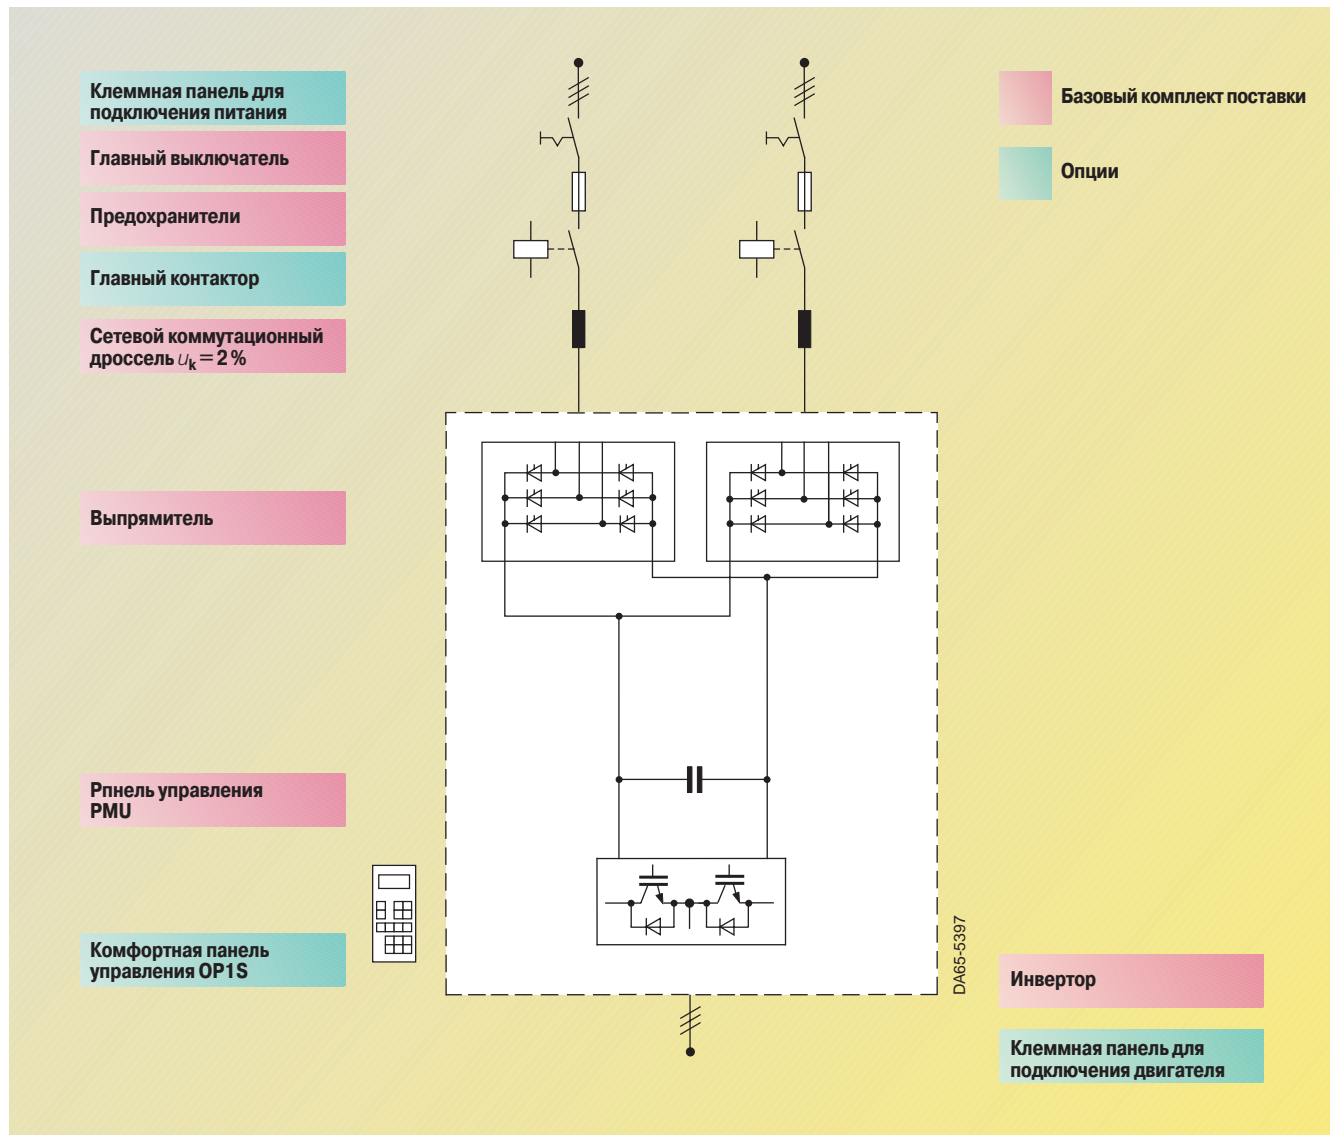 Клеммная панель для
подключения питания
Главный выключатель
Предохранители
Главный контактор
Сетевой коммутационный
дроссель uk = 2 %
Выпрямитель
Рпнель управления
PMU
Комфортная панель
управления OP1S
Базовый комплект поставки
Опции
DA65-5397
Инвертор
Клеммная панель для
подключения двигателя